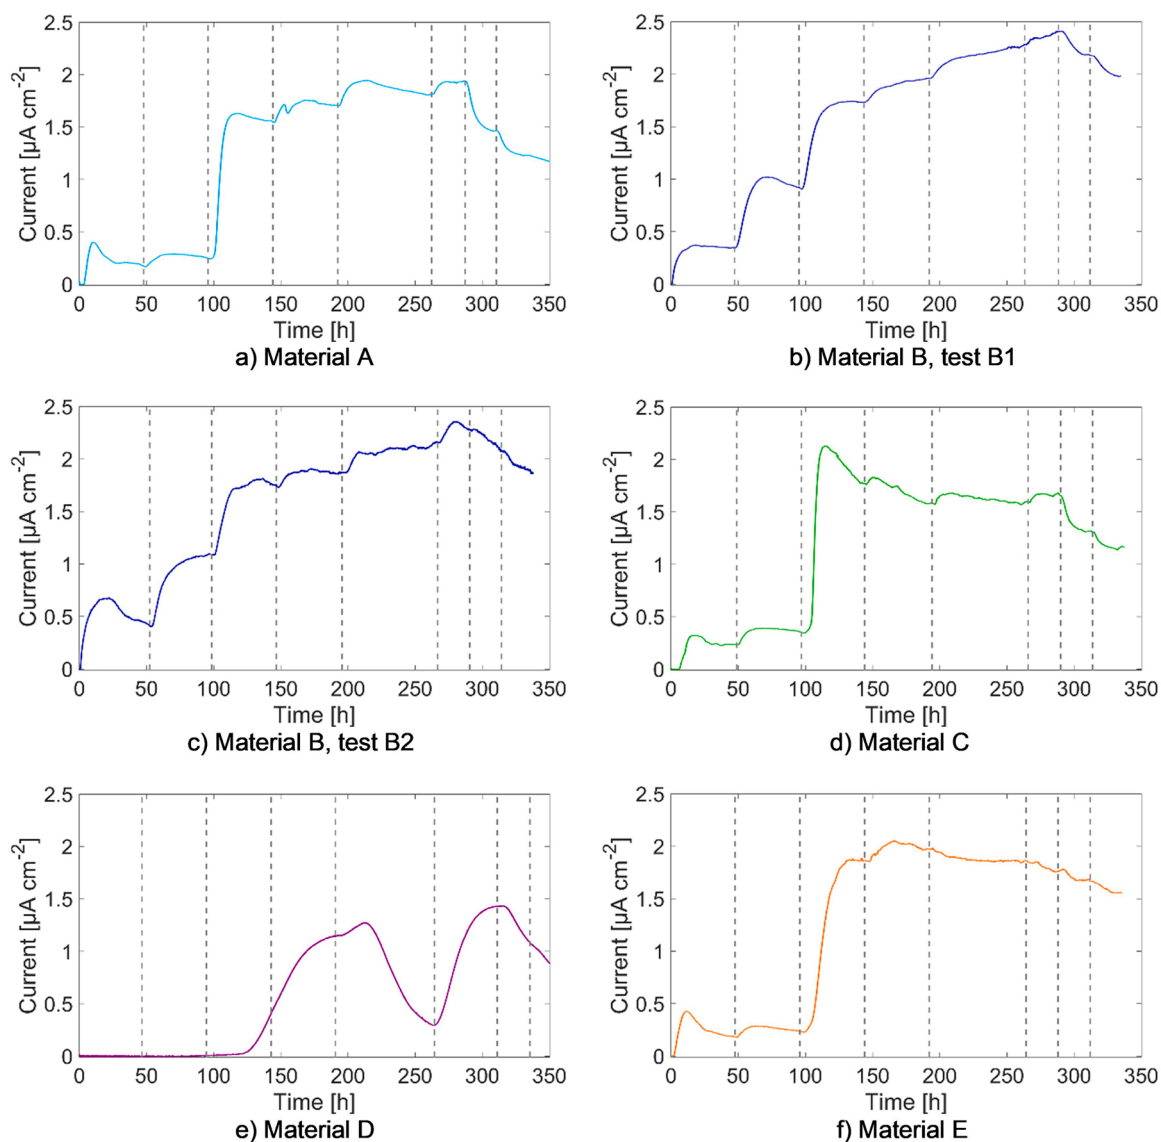 2.5
2
1.5
1
0.5
0
Current [μA cm-2]
0 50 100 150 200 250 300 350
Time [h]
a) Material A
2.5
2
1.5
1
0.5
0
Current [μA cm-2]
0 50 100 150 200 250 300 350
Time [h]
b) Material B, test B1
2.5
2
1.5
1
0.5
0
Current [μA cm-2]
0 50 100 150 200 250 300 350
Time [h]
c) Material B, test B2
2.5
2
1.5
1
0.5
0
Current [μA cm-2]
0 50 100 150 200 250 300 350
Time [h]
d) Material C
2.5
2
1.5
1
0.5
0
Current [μA cm-2]
0 50 100 150 200 250 300 350
Time [h]
e) Material D
2.5
2
1.5
1
0.5
0
Current [μA cm-2]
0 50 100 150 200 250 300 350
Time [h]
f) Material E